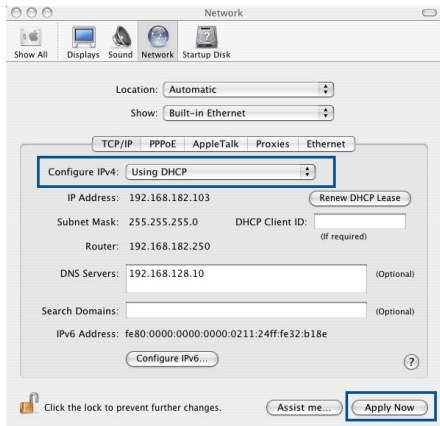 Network
Show All Displays Sound Network Startup Disk
Location: Automatic
Show: Built-in Ethernet
TCP/IP PPPoE AppleTalk Proxies Ethernet
Configure IPv4: Using DHCP
IP Address: 192.168.182.103 Renew DHCP Lease
Subnet Mask: 255.255.255.0 DHCP Client ID:
(If required)
Router: 192.168.182.250
DNS Servers: 192.168.128.10 (Optional)
Search Domains: (Optional)
IPv6 Address: fe80:0000:0000:0000:0211:24ff:fe32:b18e
Configure IPv6... ?
Click the lock to prevent further changes. Assist me... Apply Now